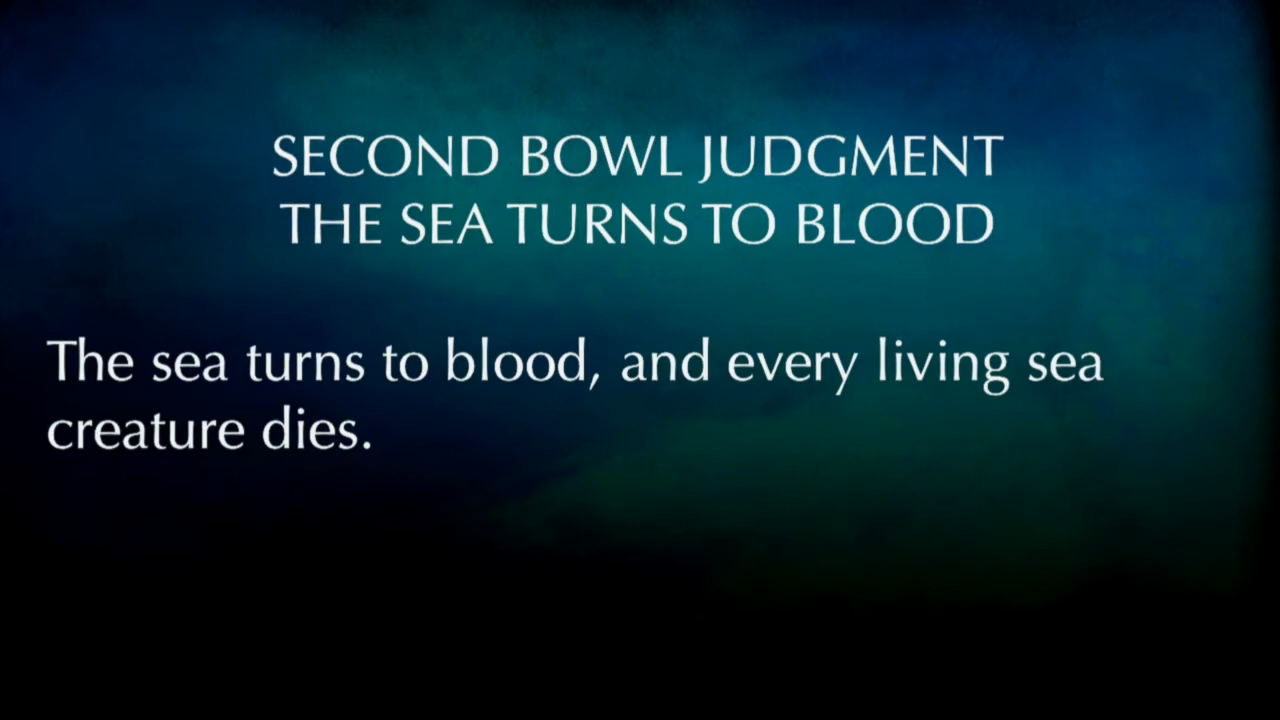 SECOND BOWL JUDGMENT
THE SEA TURNS TO BLOOD
The sea turns to blood, and every living sea
creature dies.